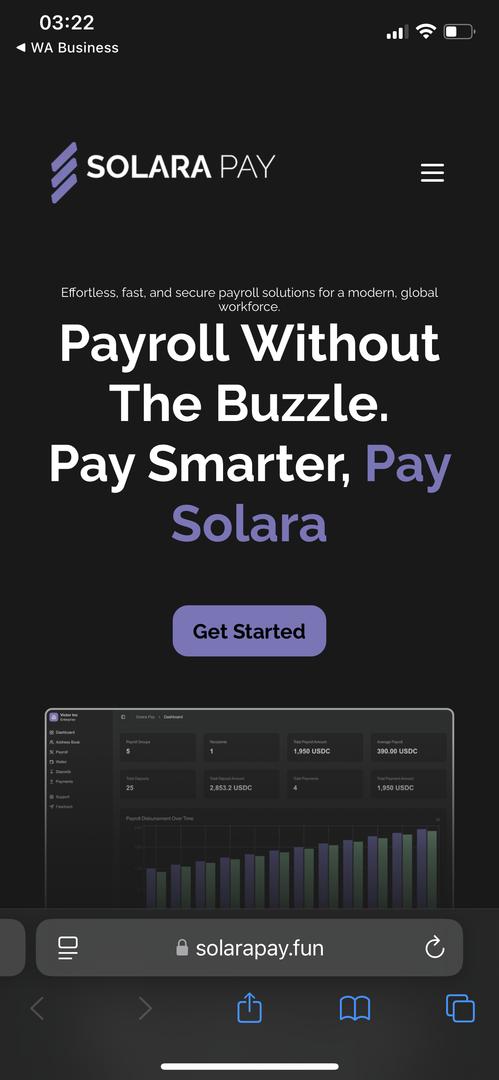 03:22
◀ WA Business
SOLARA PAY
Effortless, fast, and secure payroll solutions for a modern, global
workforce.
Payroll Without
The Buzzle.
Pay Smarter, Pay
Solara
Get Started
Victor Inc
Enterprise
Solara Pay > Dashboard
Dashboard
Address Book
Payroll
Wallet
Deposits
Payments
Support
Feedback
Payroll Groups
5
Recipients
1
Total Payroll Amount
1,950 USDC
Average Payroll
390.00 USDC
Total Deposits
25
Total Deposit Amount
2,853.2 USDC
Total Payments
4
Total Payment Amount
1,950 USDC
Payroll Disbursement Over Time
solarapay.fun